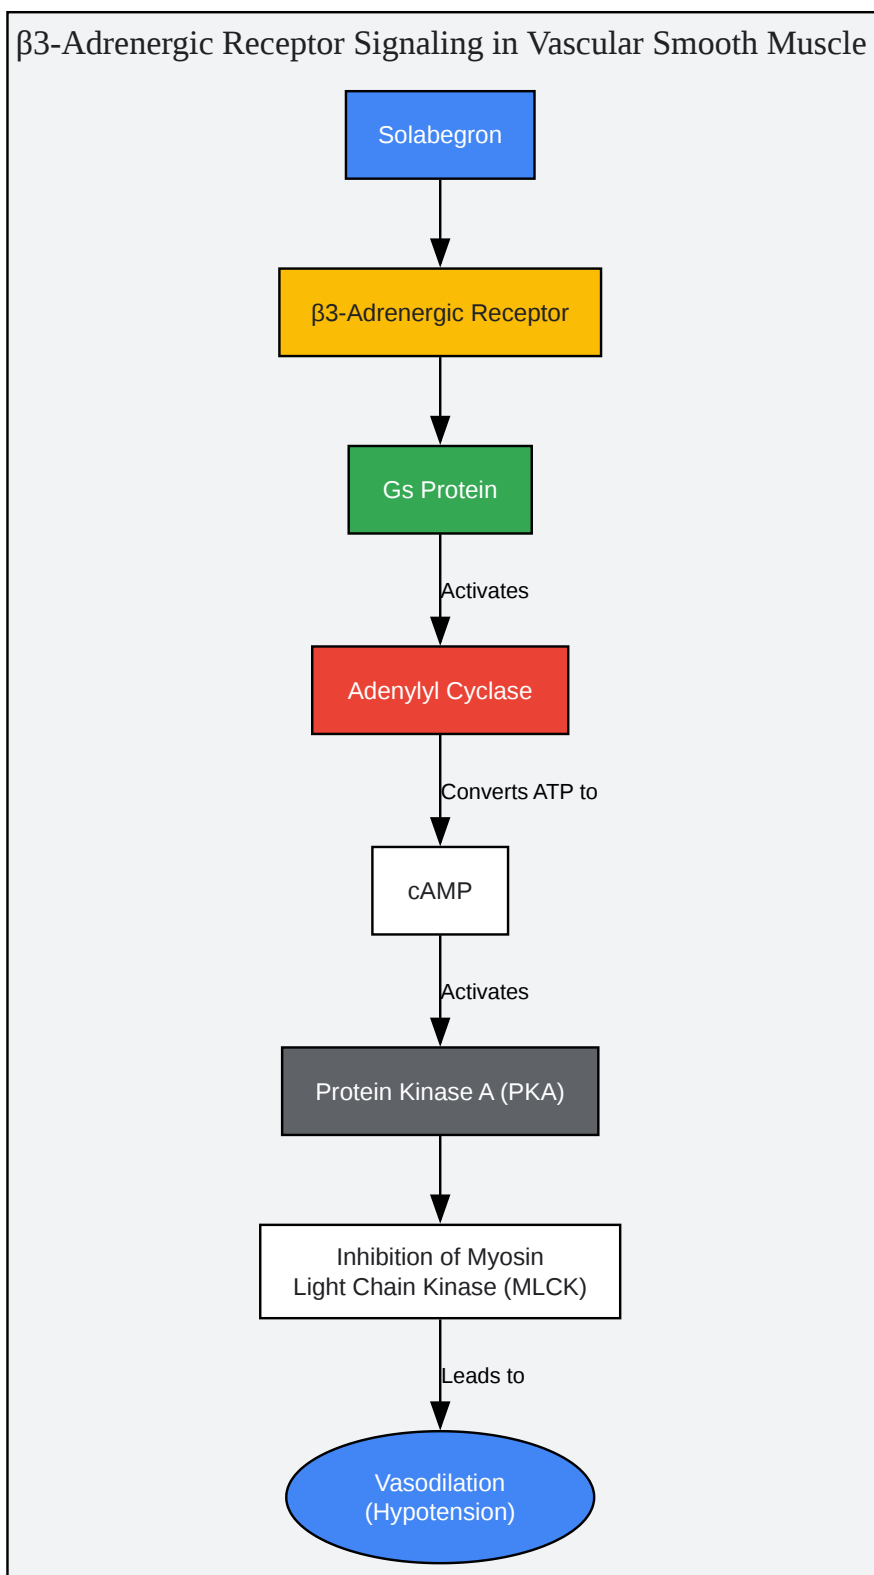 β3-Adrenergic Receptor Signaling in Vascular Smooth Muscle
Solabegron
β3-Adrenergic Receptor
Gs Protein
Activates
Adenylyl Cyclase
Converts ATP to
cAMP
Activates
Protein Kinase A (PKA)
Inhibition of Myosin
Light Chain Kinase (MLCK)
Leads to
Vasodilation
(Hypotension)